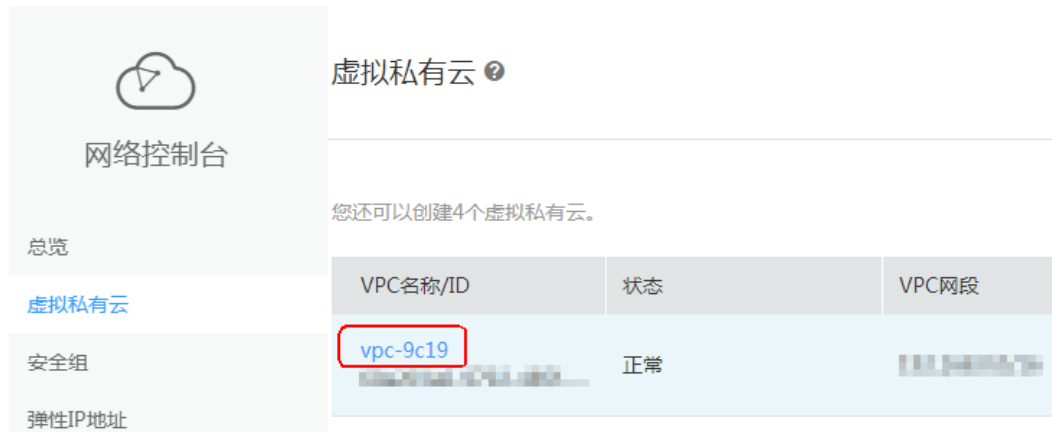 网络控制台
总览
虚拟私有云
安全组
弹性IP地址
虚拟私有云 ?
您还可以创建4个虚拟私有云。
VPC名称/ID 状态 VPC网段
vpc-9c19
正常